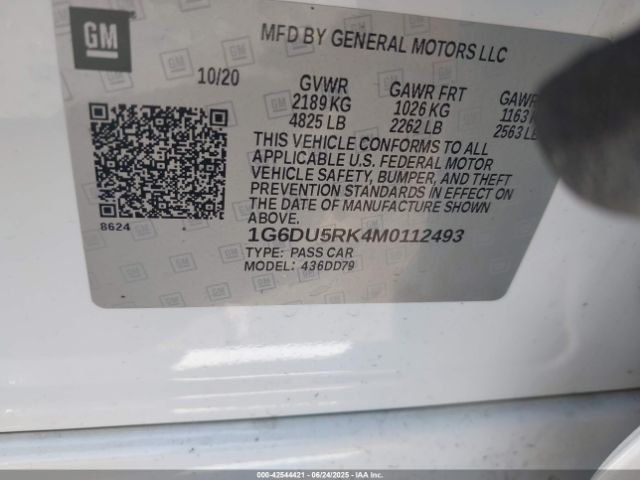 GM
MFD BY GENERAL MOTORS LLC
10/20
GVWR GAWR FRT GAWR
2189 KG 1026 KG 1163
4825 LB 2262 LB 2563 LB
THIS VEHICLE CONFORMS TO ALL
APPLICABLE U.S. FEDERAL MOTOR
VEHICLE SAFETY, BUMPER, AND THEFT
PREVENTION STANDARDS IN EFFECT ON
THE DATE OF MANUFACTURE SHOWN
ABOVE.
8624
1G6DU5RK4M0112493
TYPE: PASS CAR
MODEL: 436DD79
000-42544421 - 06/24/2025 - IAA Inc.